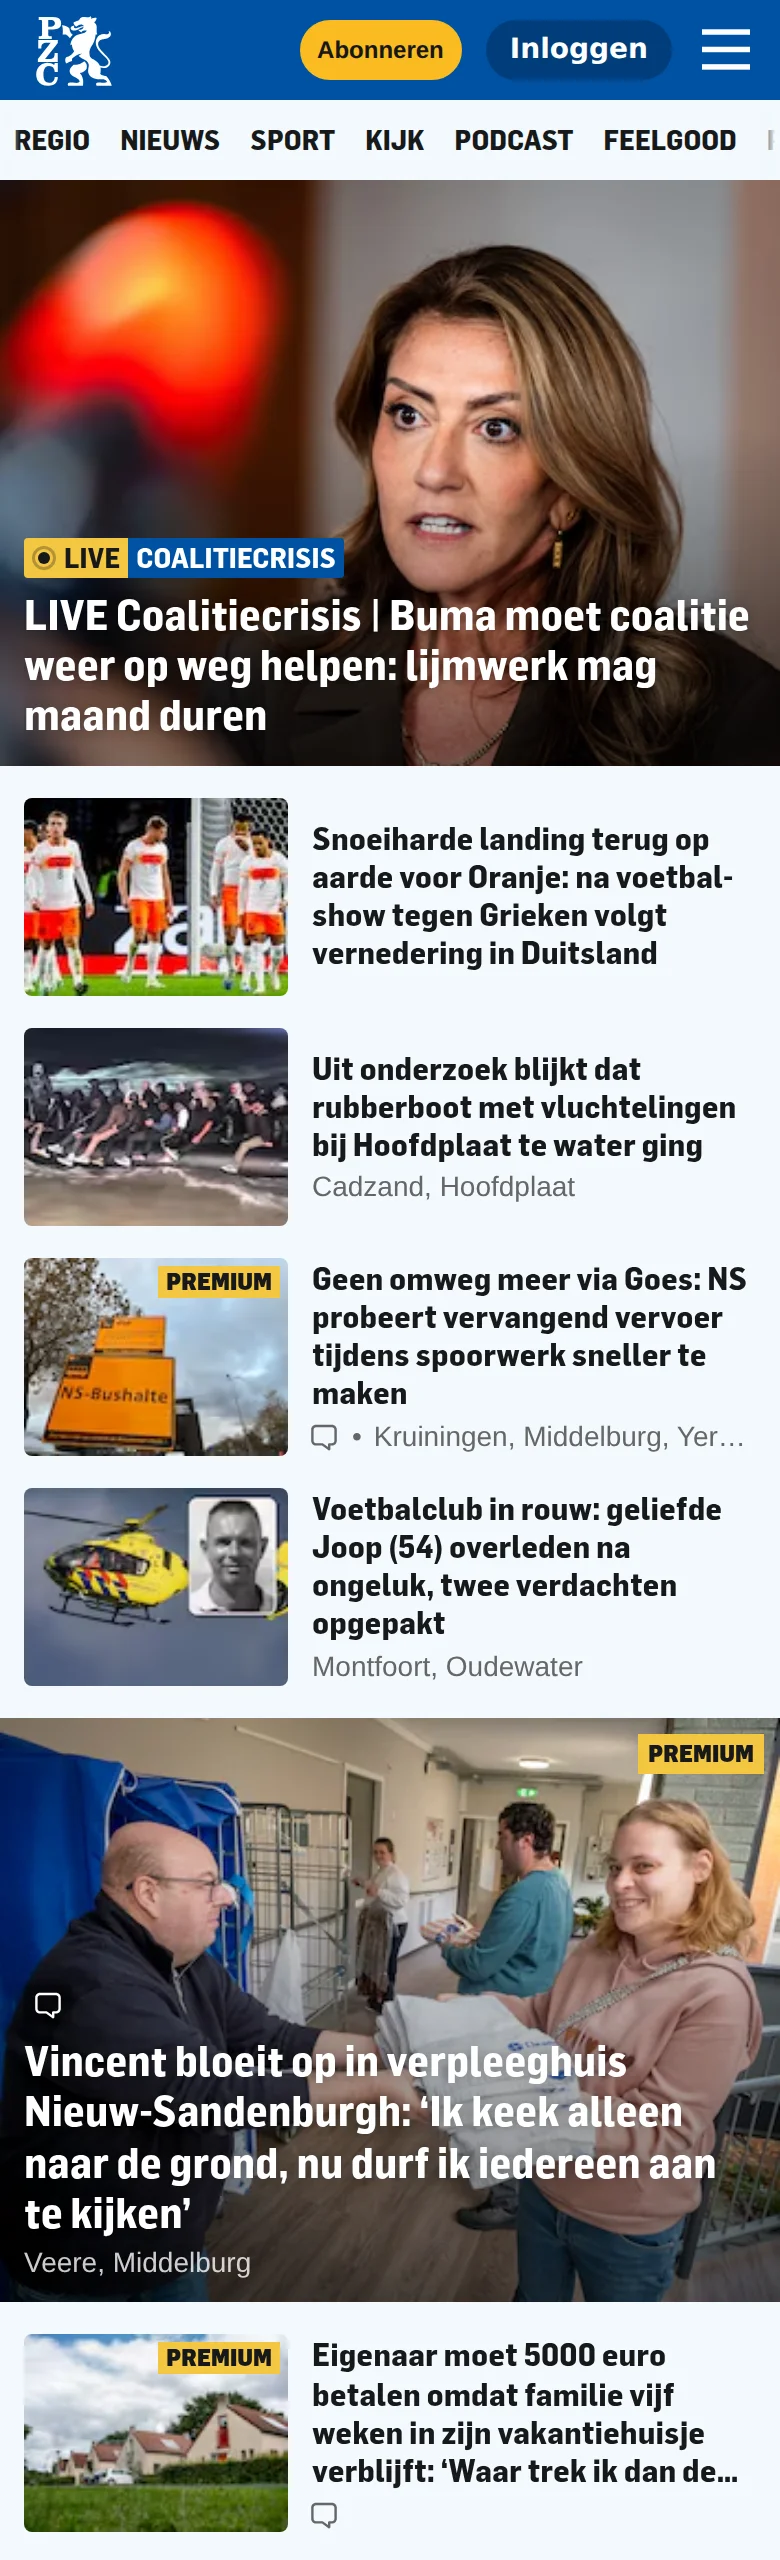 PZC
Abonneren
Inloggen
REGIO NIEUWS SPORT KIJK PODCAST FEELGOOD
LIVE COALITIECRISIS
LIVE Coalitiecrisis | Buma moet coalitie
weer op weg helpen: lijmwerk mag
maand duren
Snoeiharde landing terug op
aarde voor Oranje: na voetbal-
show tegen Grieken volgt
vernedering in Duitsland
Uit onderzoek blijkt dat
rubberboot met vluchtelingen
bij Hoofdplaat te water ging
Cadzand, Hoofdplaat
PREMIUM
NS-Bushalte
Geen omweg meer via Goes: NS
probeert vervangend vervoer
tijdens spoorwerk sneller te
maken
• Kruiningen, Middelburg, Yer...
Voetbalclub in rouw: geliefde
Joop (54) overleden na
ongeluk, twee verdachten
opgepakt
Montfoort, Oudewater
PREMIUM
Vincent bloeit op in verpleeghuis
Nieuw-Sandenburgh: ‘Ik keek alleen
naar de grond, nu durf ik iedereen aan
te kijken’
Veere, Middelburg
PREMIUM
Eigenaar moet 5000 euro
betalen omdat familie vijf
weken in zijn vakantiehuisje
verblijft: ‘Waar trek ik dan de...